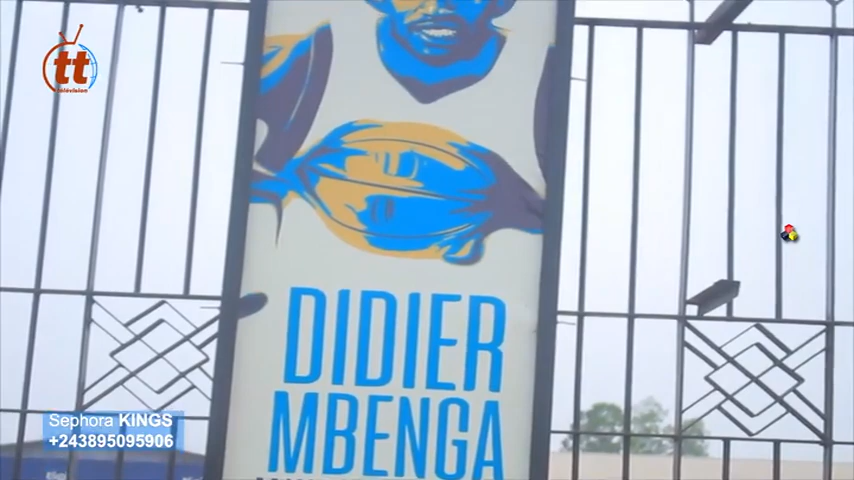 tt
télévision
DIDIER
MBENGA
Sephora KINGS
+243895095906